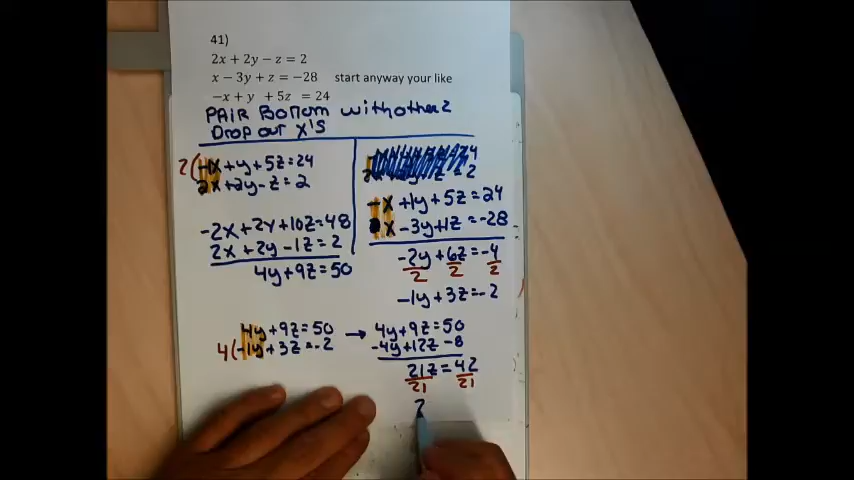 41)
2x + 2y − z = 2
x − 3y + z = −28 start anyway your like
−x + y + 5z = 24
PAIR BOTTOM with other 2
Drop out X'S
2(-1x +y+5z=24
2x +2y-z=2
-2x+2y+10z=48
2x+2y-1z=2
4y+9z=50
-x +1y+5z=24
x -3y+1z=-28
-2y+6z=-4
2 2 2
-1y+3z=-2
4y+9z=50 → 4y+9z=50
4(-1y+3z=-2 -4y+12z -8
21z=42
21 21